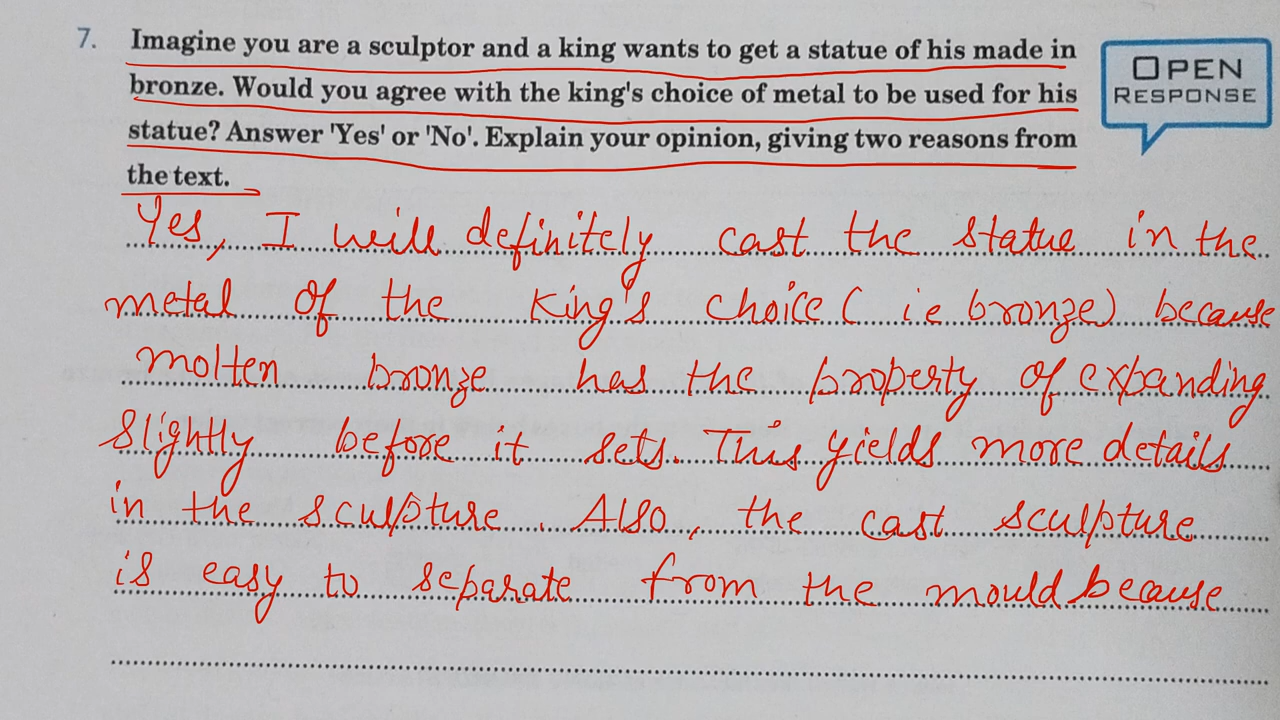 7. Imagine you are a sculptor and a king wants to get a statue of his made in
bronze. Would you agree with the king's choice of metal to be used for his
statue? Answer 'Yes' or 'No'. Explain your opinion, giving two reasons from
the text.
OPEN
RESPONSE
Yes, I will definitely cast the statue in the
metal of the King's choice ( ie bronze) because
molten bronze has the property of expanding
slightly before it sets. This yields more details
in the sculpture. Also, the cast sculpture
is easy to separate from the mould because